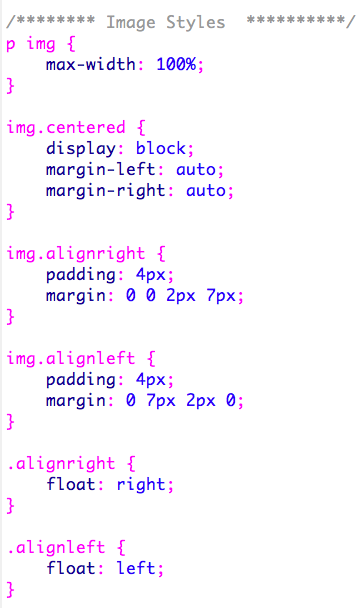 /******** Image Styles  **********/
p img {
    max-width: 100%;
}

img.centered {
    display: block;
    margin-left: auto;
    margin-right: auto;
}

img.alignright {
    padding: 4px;
    margin: 0 0 2px 7px;
}

img.alignleft {
    padding: 4px;
    margin: 0 7px 2px 0;
}

.alignright {
    float: right;
}

.alignleft {
    float: left;
}